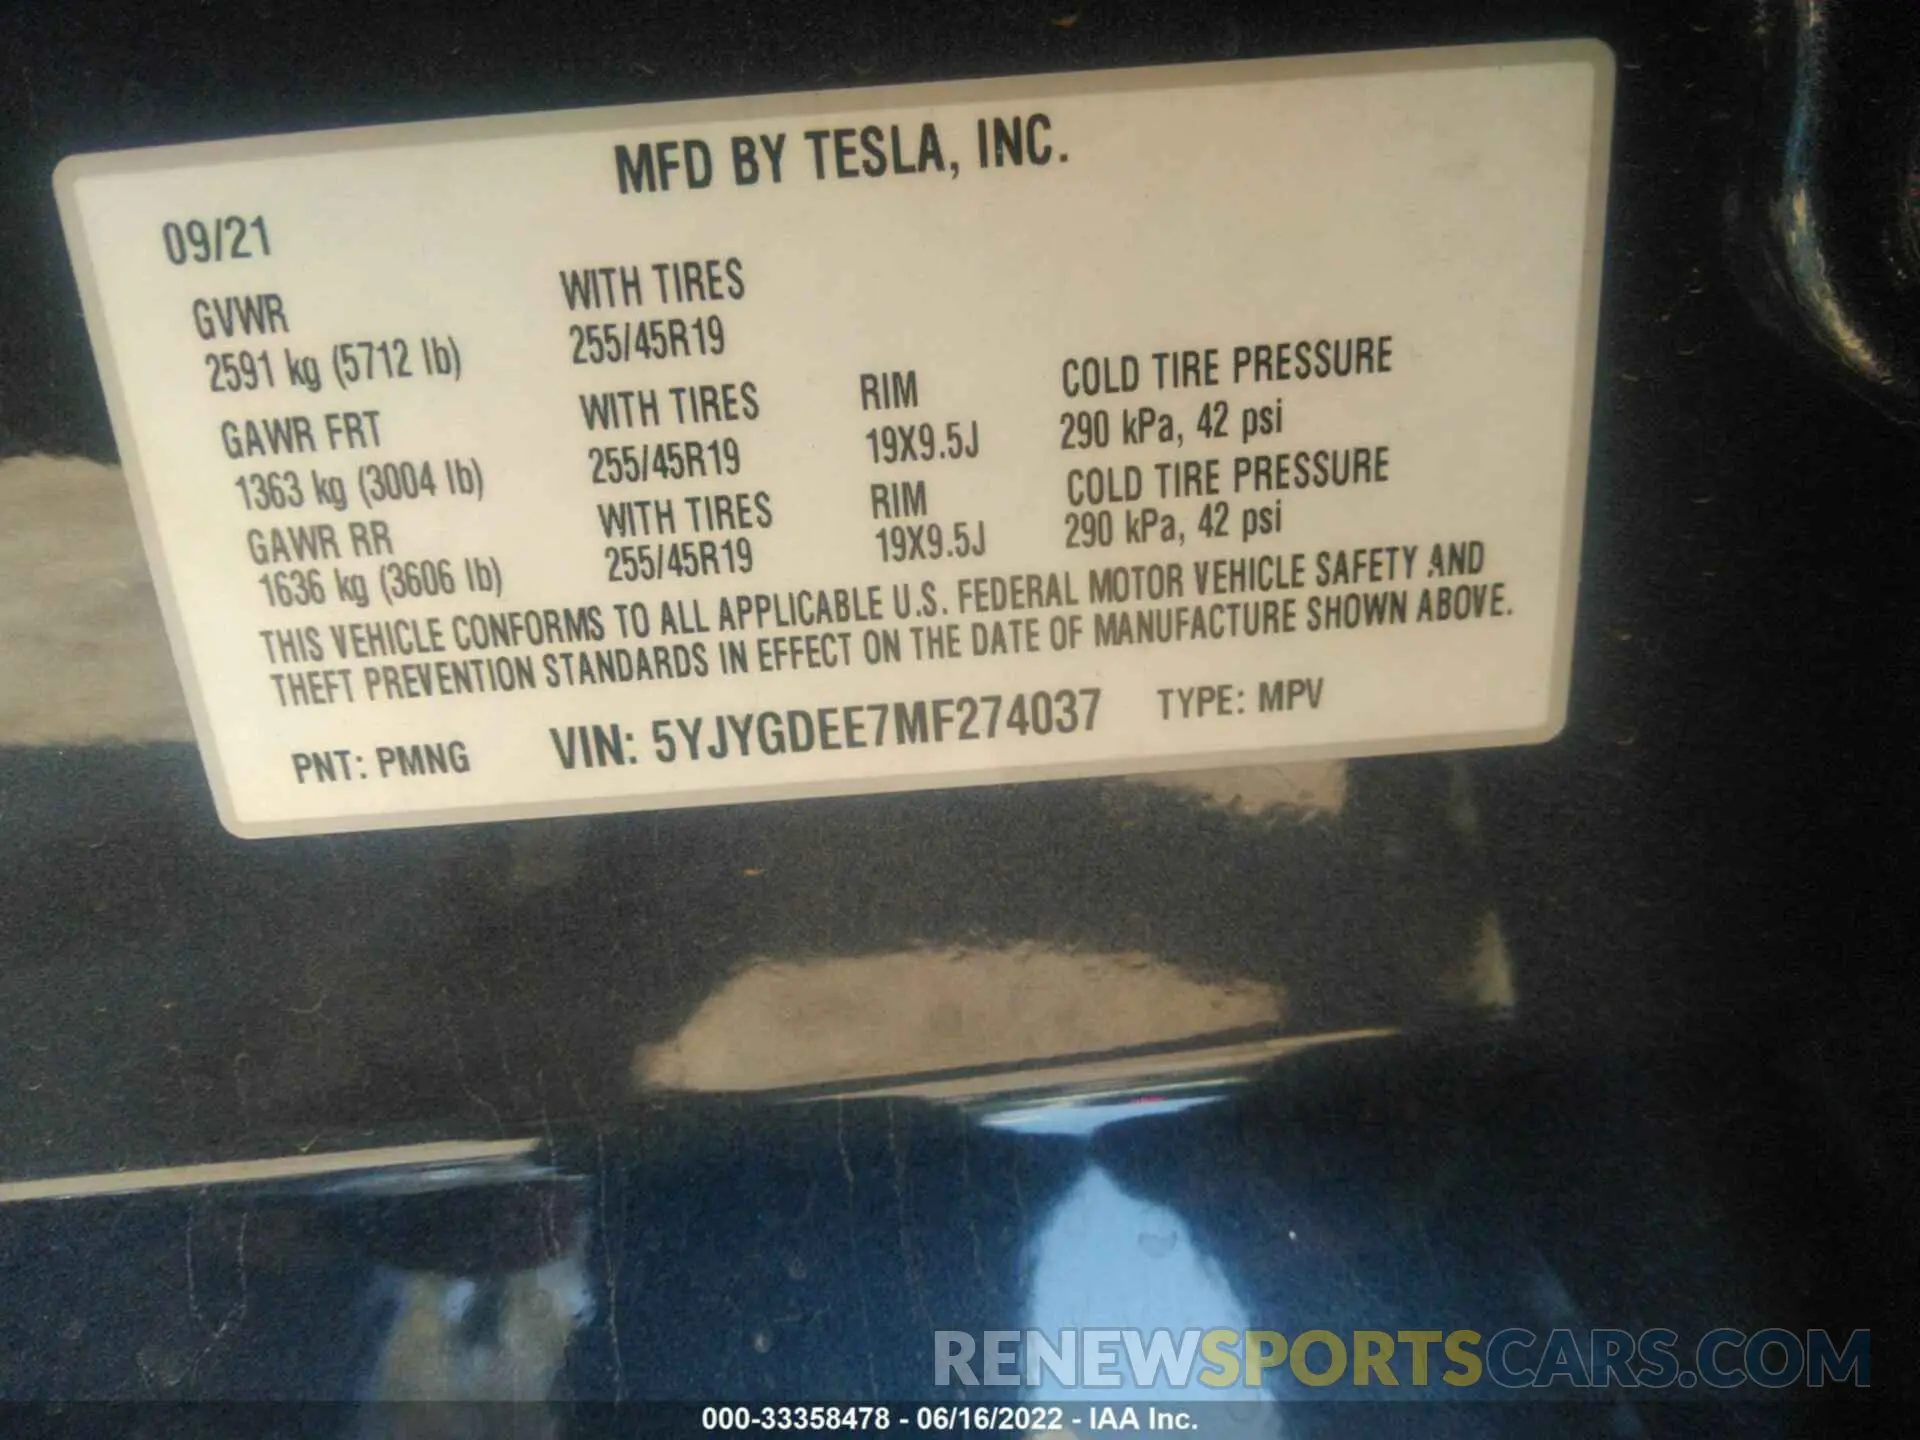 MFD BY TESLA, INC.
09/21
GVWR WITH TIRES
2591 kg (5712 lb) 255/45R19
GAWR FRT WITH TIRES RIM COLD TIRE PRESSURE
1363 kg (3004 lb) 255/45R19 19X9.5J 290 kPa, 42 psi
GAWR RR WITH TIRES RIM COLD TIRE PRESSURE
1636 kg (3606 lb) 255/45R19 19X9.5J 290 kPa, 42 psi
THIS VEHICLE CONFORMS TO ALL APPLICABLE U.S. FEDERAL MOTOR VEHICLE SAFETY AND
THEFT PREVENTION STANDARDS IN EFFECT ON THE DATE OF MANUFACTURE SHOWN ABOVE.
PNT: PMNG VIN: 5YJYGDEE7MF274037 TYPE: MPV
RENEWSPORTSCARS.COM
000-33358478 - 06/16/2022 - IAA Inc.